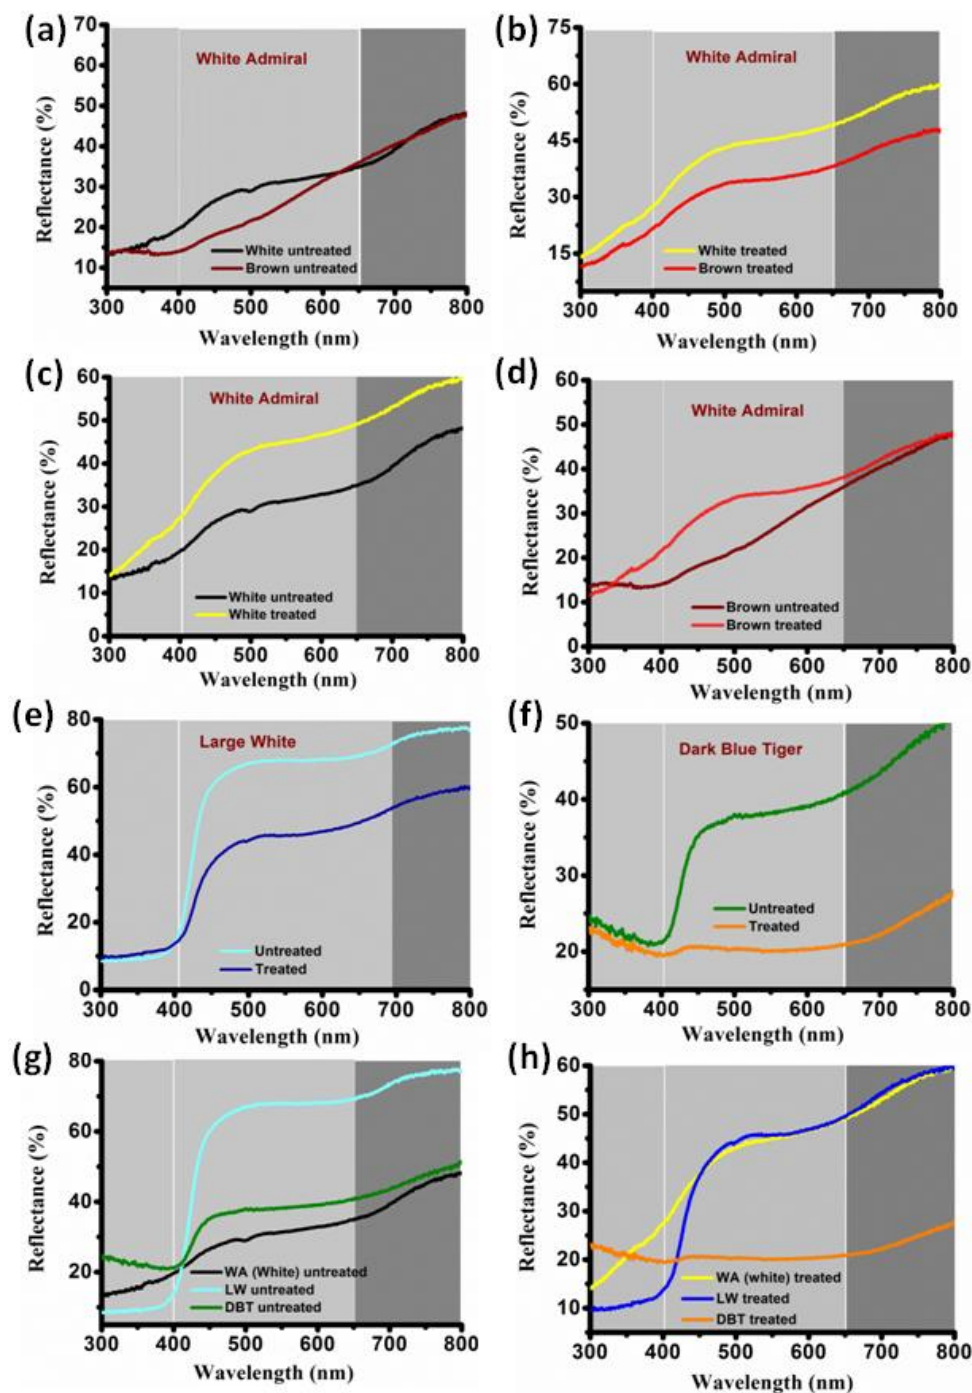 (a)
70
60
50
40
30
20
10
Reflectance (%)
White Admiral
White untreated
Brown untreated
300 400 500 600 700 800
Wavelength (nm)
(b)
75
60
45
30
15
Reflectance (%)
White Admiral
White treated
Brown treated
300 400 500 600 700 800
Wavelength (nm)
(c)
60
50
40
30
20
10
0
Reflectance (%)
White Admiral
White untreated
White treated
300 400 500 600 700 800
Wavelength (nm)
(d)
60
50
40
30
20
10
0
Reflectance (%)
White Admiral
Brown untreated
Brown treated
300 400 500 600 700 800
Wavelength (nm)
(e)
80
60
40
20
0
Reflectance (%)
Large White
Untreated
Treated
300 400 500 600 700 800
Wavelength (nm)
(f)
50
40
30
20
Reflectance (%)
Dark Blue Tiger
Untreated
Treated
300 400 500 600 700 800
Wavelength (nm)
(g)
80
60
40
20
Reflectance (%)
WA (White) untreated
LW untreated
DBT untreated
300 400 500 600 700 800
Wavelength (nm)
(h)
60
50
40
30
20
10
Reflectance (%)
WA (white) treated
LW treated
DBT treated
300 400 500 600 700 800
Wavelength (nm)